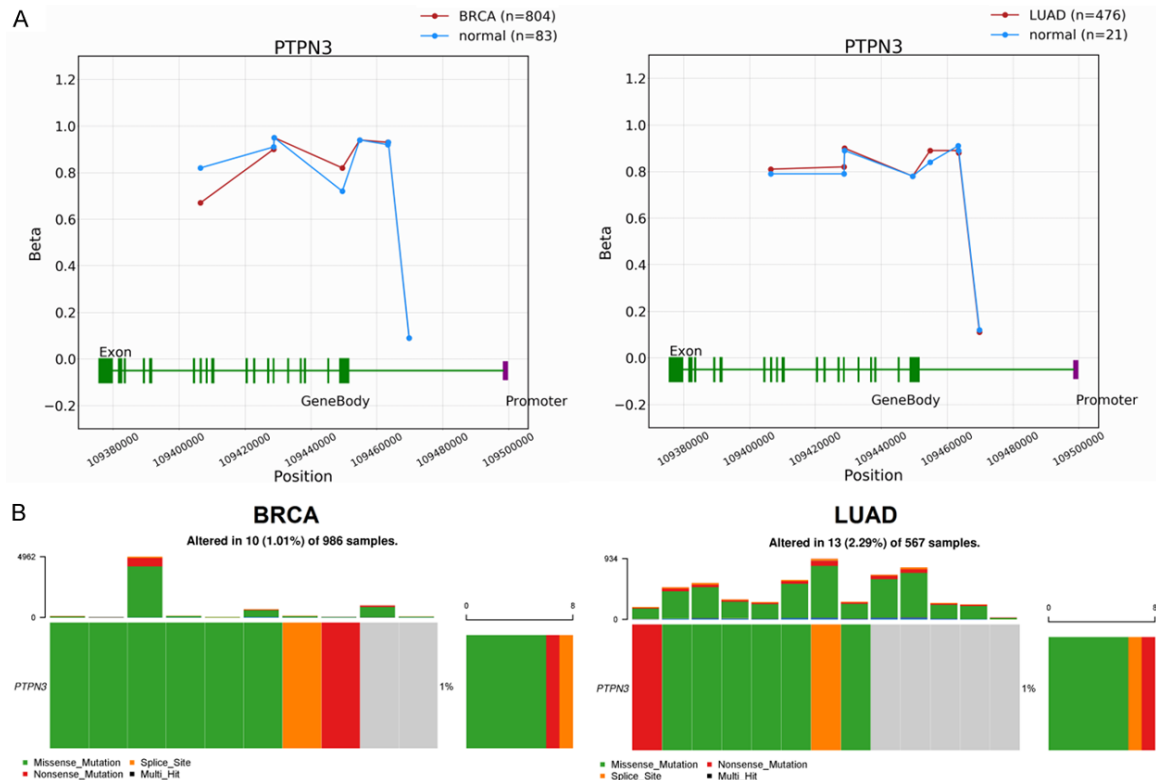 A
BRCA (n=804)
normal (n=83)
PTPN3
1.2
1.0
0.8
0.6
0.4
0.2
0.0
−0.2
Beta
Exon
GeneBody
Promoter
109380000
109400000
109420000
109440000
109460000
109480000
109500000
Position
LUAD (n=476)
normal (n=21)
PTPN3
1.2
1.0
0.8
0.6
0.4
0.2
0.0
−0.2
Beta
Exon
GeneBody
Promoter
109380000
109400000
109420000
109440000
109460000
109480000
109500000
Position
B
BRCA
Altered in 10 (1.01%) of 986 samples.
4962
0
0 8
PTPN3 1%
Missense_Mutation Splice_Site
Nonsense_Mutation Multi_Hit
LUAD
Altered in 13 (2.29%) of 567 samples.
934
0
0 8
PTPN3 1%
Missense_Mutation Nonsense_Mutation
Splice_Site Multi_Hit